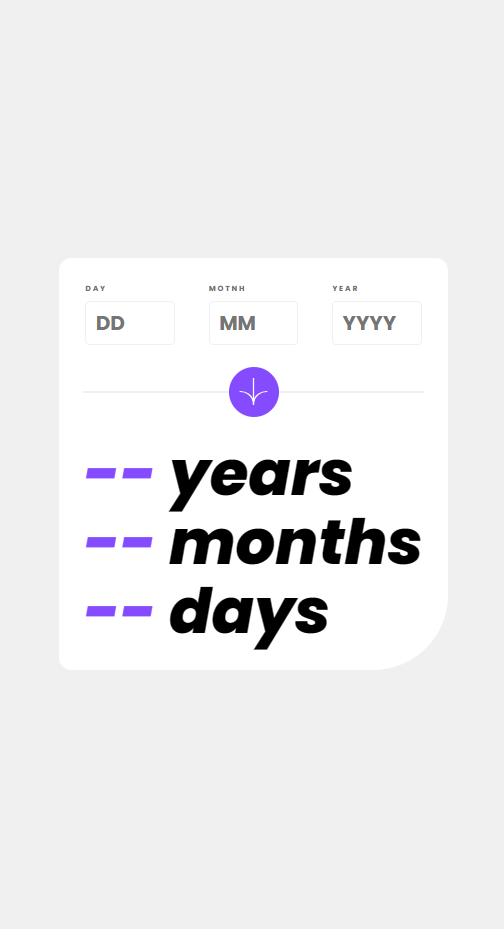 DAY MOTNH YEAR
DD MM YYYY
-- years
-- months
-- days